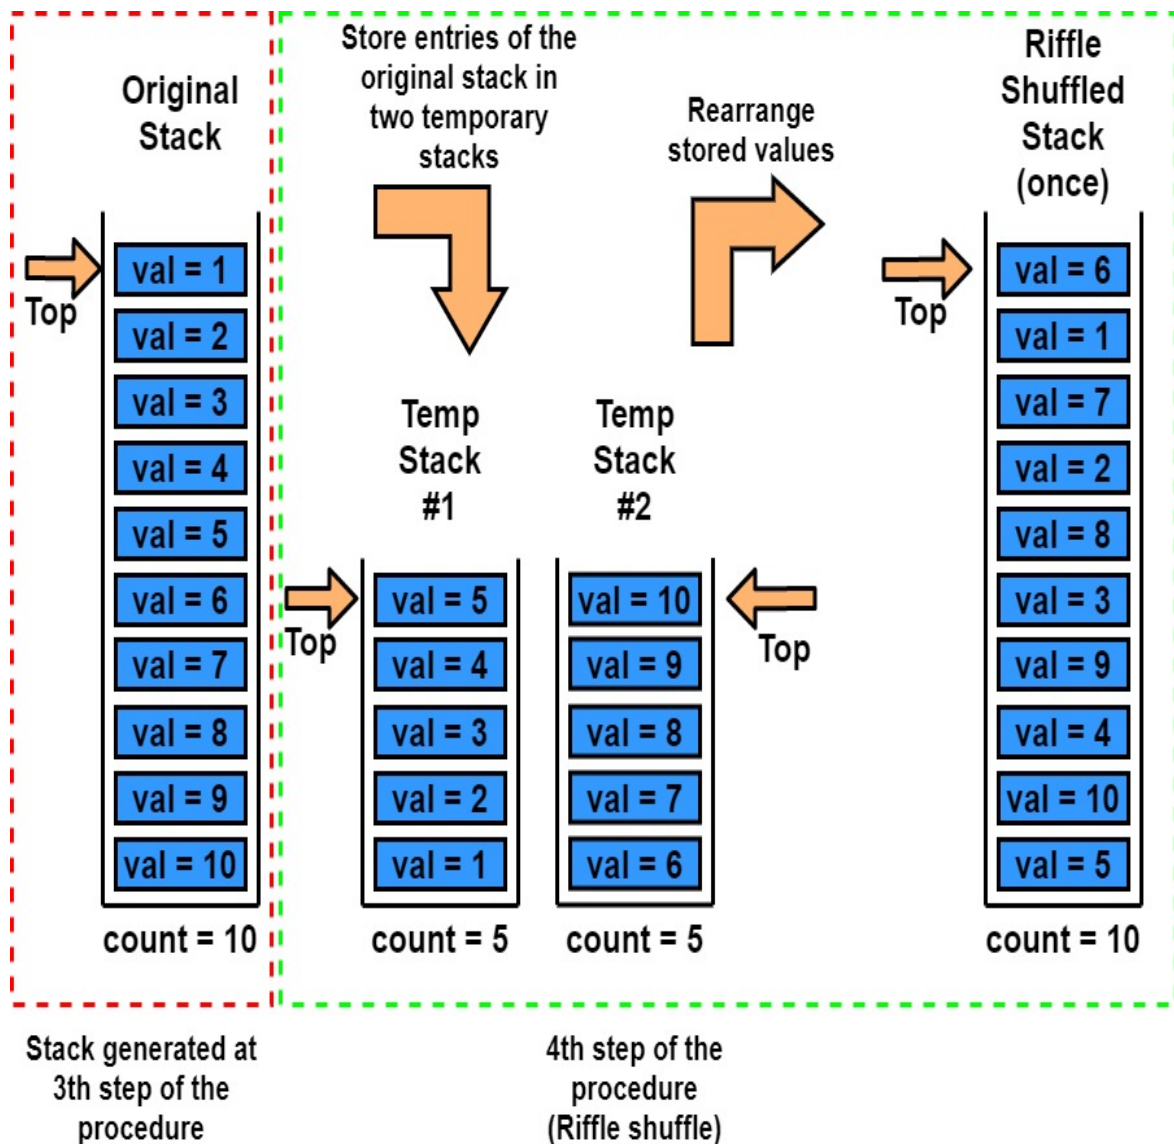 Original
Stack
Top
val = 1
val = 2
val = 3
val = 4
val = 5
val = 6
val = 7
val = 8
val = 9
val = 10
count = 10
Stack generated at
3th step of the
procedure
Store entries of the
original stack in
two temporary
stacks
Rearrange
stored values
Temp
Stack
#1
Top
val = 5
val = 4
val = 3
val = 2
val = 1
count = 5
Temp
Stack
#2
Top
val = 10
val = 9
val = 8
val = 7
val = 6
count = 5
Riffle
Shuffled
Stack
(once)
Top
val = 6
val = 1
val = 7
val = 2
val = 8
val = 3
val = 9
val = 4
val = 10
val = 5
count = 10
4th step of the
procedure
(Riffle shuffle)